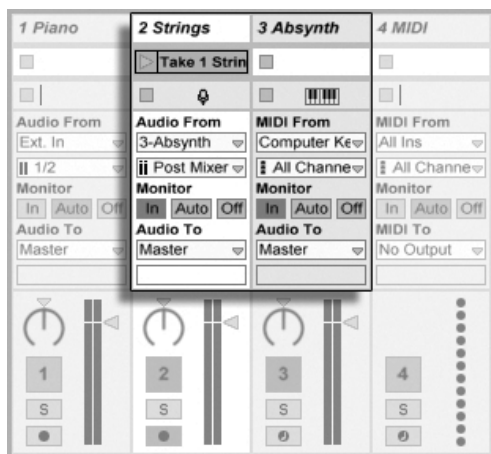 1 Piano
2 Strings
3 Absynth
4 MIDI
Take 1 Strin
Audio From
Audio From
MIDI From
MIDI From
Ext. In
3-Absynth
Computer Ke
All Ins
1/2
Post Mixer
All Channe
All Channe
Monitor
Monitor
Monitor
Monitor
In Auto Off
In Auto Off
In Auto Off
In Auto Off
Audio To
Audio To
Audio To
MIDI To
Master
Master
Master
No Output
1
2
3
4
S
S
S
S